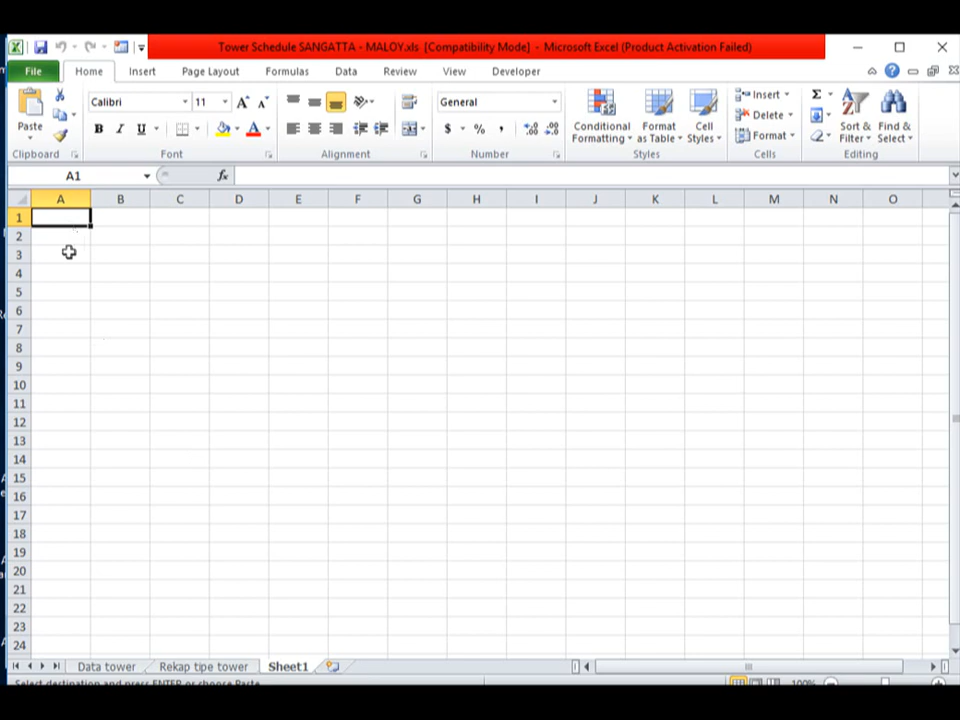 Tower Schedule SANGATTA - MALOY.xls [Compatibility Mode] - Microsoft Excel (Product Activation Failed)
File Home Insert Page Layout Formulas Data Review View Developer
Calibri 11 General
Paste
Conditional Formatting
Format as Table
Cell Styles
Insert
Delete
Format
Sort & Filter
Find & Select
Clipboard Font Alignment Number Styles Cells Editing
A1 fx
A B C D E F G H I J K L M N O
1
2
3
4
5
6
7
8
9
10
11
12
13
14
15
16
17
18
19
20
21
22
23
24
Data tower Rekap tipe tower Sheet1
Select destination and press ENTER or choose Paste 100%